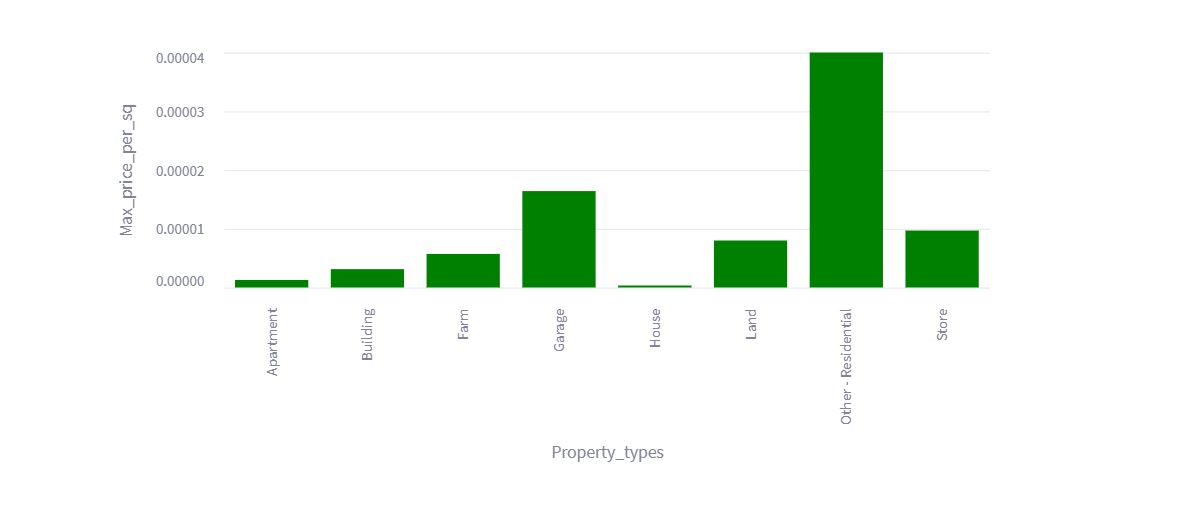 Max_price_per_sq
0.00004
0.00003
0.00002
0.00001
0.00000
Apartment
Building
Farm
Garage
House
Land
Other - Residential
Store
Property_types